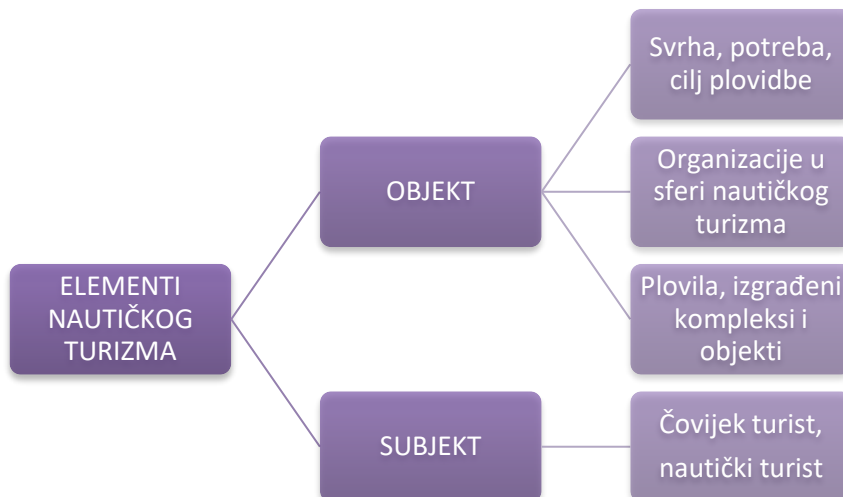 ELEMENTI
NAUTIČKOG
TURIZMA
OBJEKT
Svrha, potreba,
cilj plovidbe
Organizacije u
sferi nautičkog
turizma
Plovila, izgrađeni
kompleksi i
objekti
SUBJEKT
Čovijek turist,
nautički turist